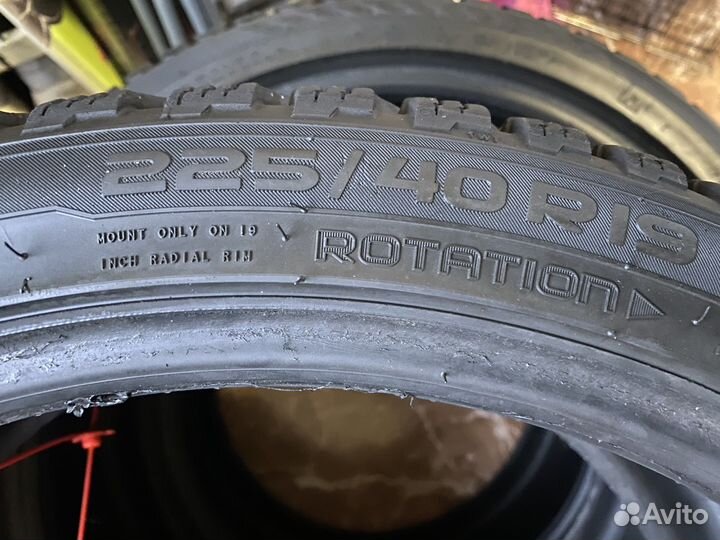 225/40 R19
MOUNT ONLY ON 19
INCH RADIAL RIM
ROTATION
Avito